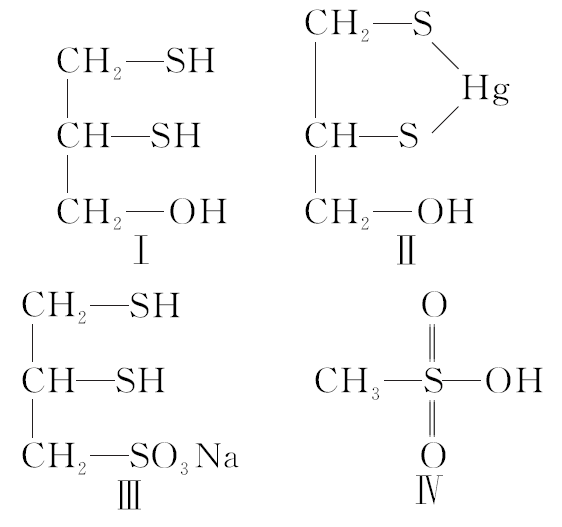 CH₂—SH
CH—SH
CH₂—OH
Ⅰ
CH₂—S
Hg
CH—S
CH₂—OH
Ⅱ
CH₂—SH
CH—SH
CH₂—SO₃Na
Ⅲ
O
CH₃—S—OH
O
Ⅳ